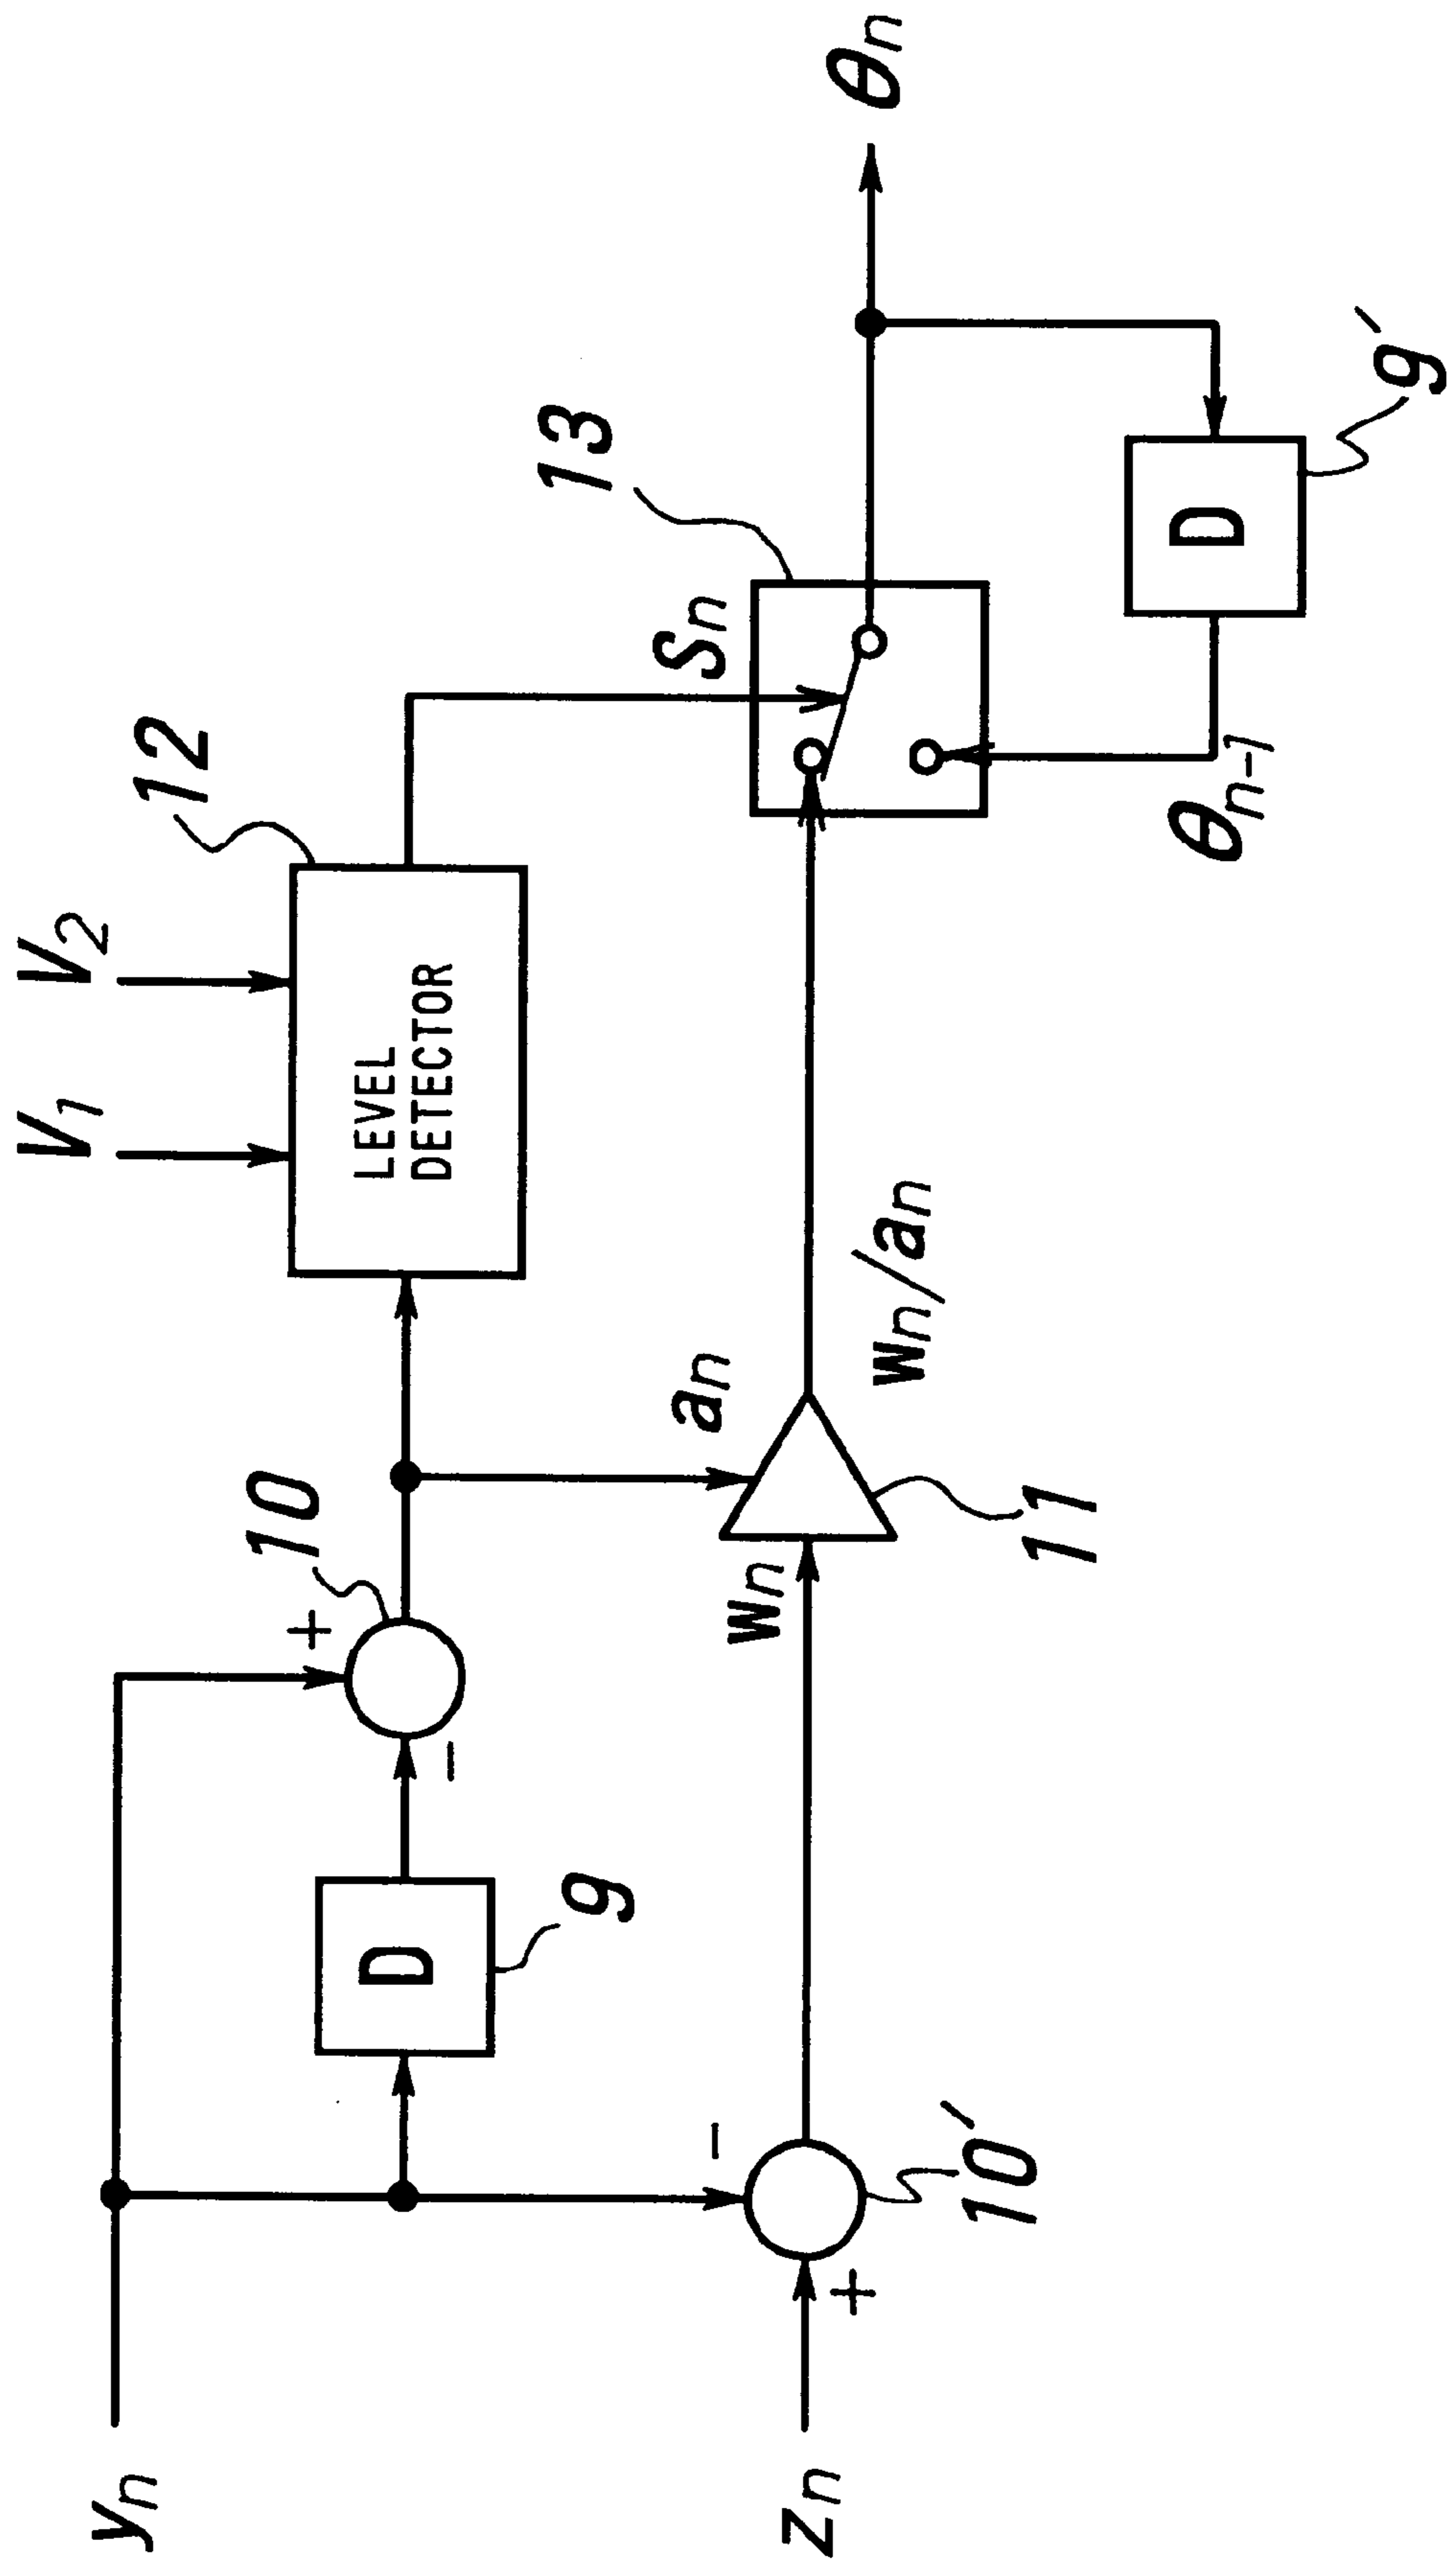 yn
zn
D
9
10
+
-
10'
+
-
an
wn
11
wn/an
V1
V2
LEVEL
DETECTOR
12
Sn
13
θn
D
9'
θn-1